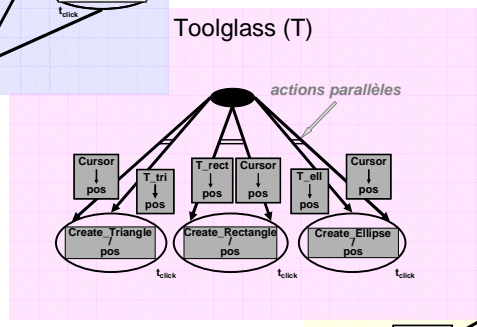 t_click
Toolglass (T)
actions parallèles
Cursor
↓
pos
T_tri
↓
pos
T_rect
↓
pos
Cursor
↓
pos
T_ell
↓
pos
Cursor
↓
pos
Create_Triangle
/
pos
Create_Rectangle
/
pos
Create_Ellipse
/
pos
t_click
t_click
t_click